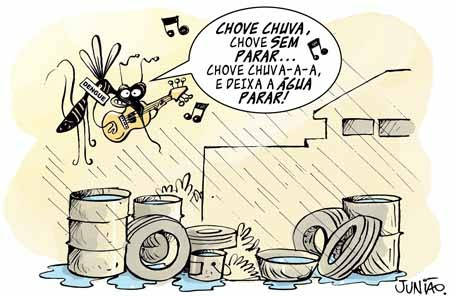 CHOVE CHUVA,
CHOVE SEM
PARAR...
CHOVE CHUVA-A-A,
E DEIXA A ÁGUA
PARAR!
DENGUE
JUNIÃO.